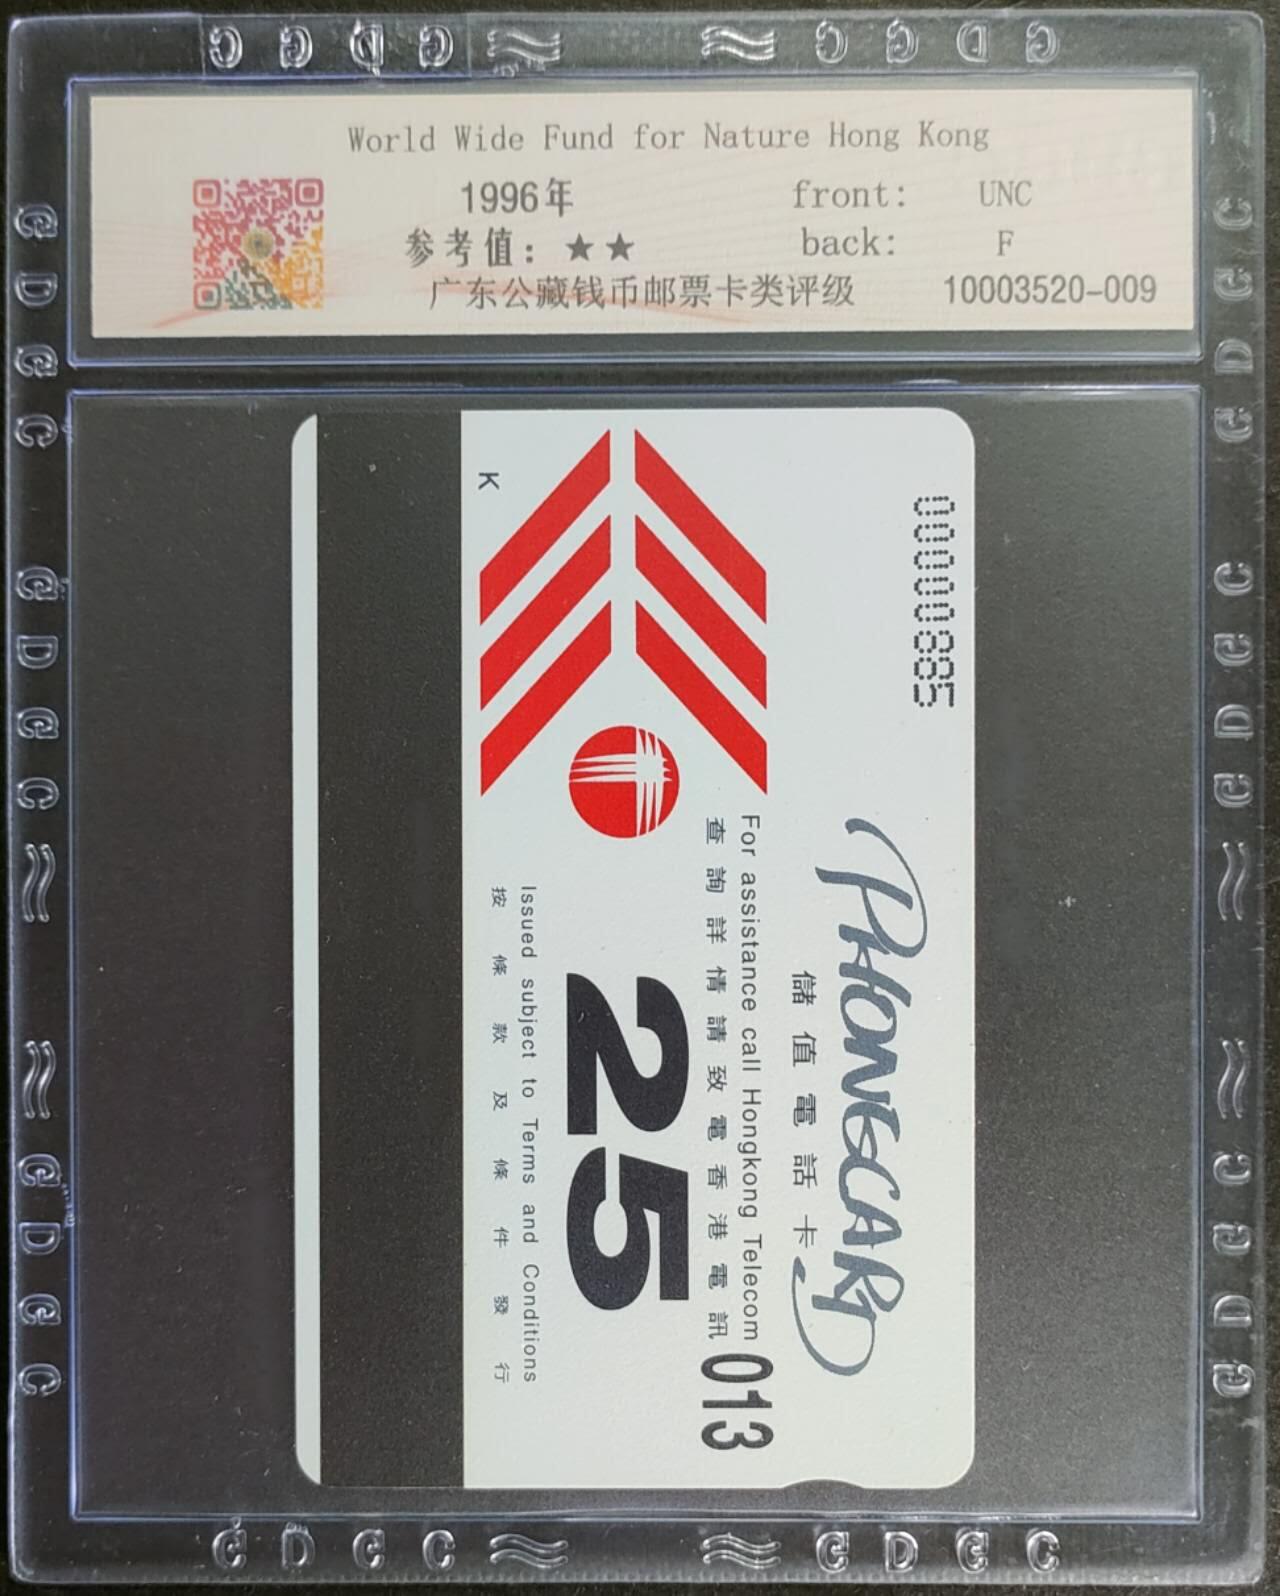 World Wide Fund for Nature Hong Kong
1996年
front: UNC
参考值：★★
back: F
广东公藏钱币邮票卡类评级
10003520-009
00000885
PHONECARD
儲值電話卡
For assistance call Hongkong Telecom
查詢詳情請致電香港電訊
013
25
Issued subject to Terms and Conditions
按條款及條件發行
K